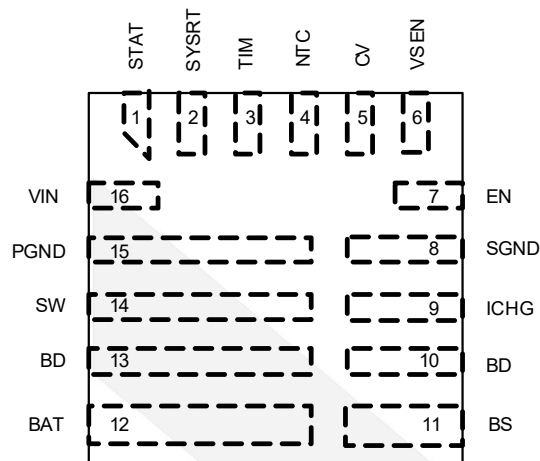 STAT SYSRT TIM NTC CV VSEN
1 2 3 4 5 6
VIN 16 7 EN
PGND 15 8 SGND
SW 14 9 ICHG
BD 13 10 BD
BAT 12 11 BS